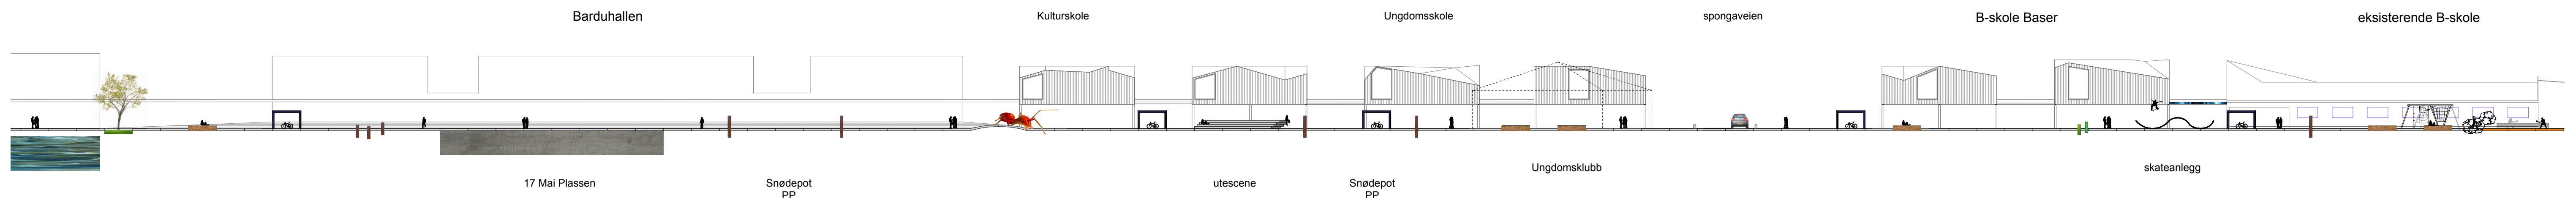 Barduhallen
Kulturskole
Ungdomsskole
spongaveien
B-skole Baser
eksisterende B-skole
Ungdomsklubb
skateanlegg
17 Mai Plassen
Snødepot
PP
utescene
Snødepot
PP